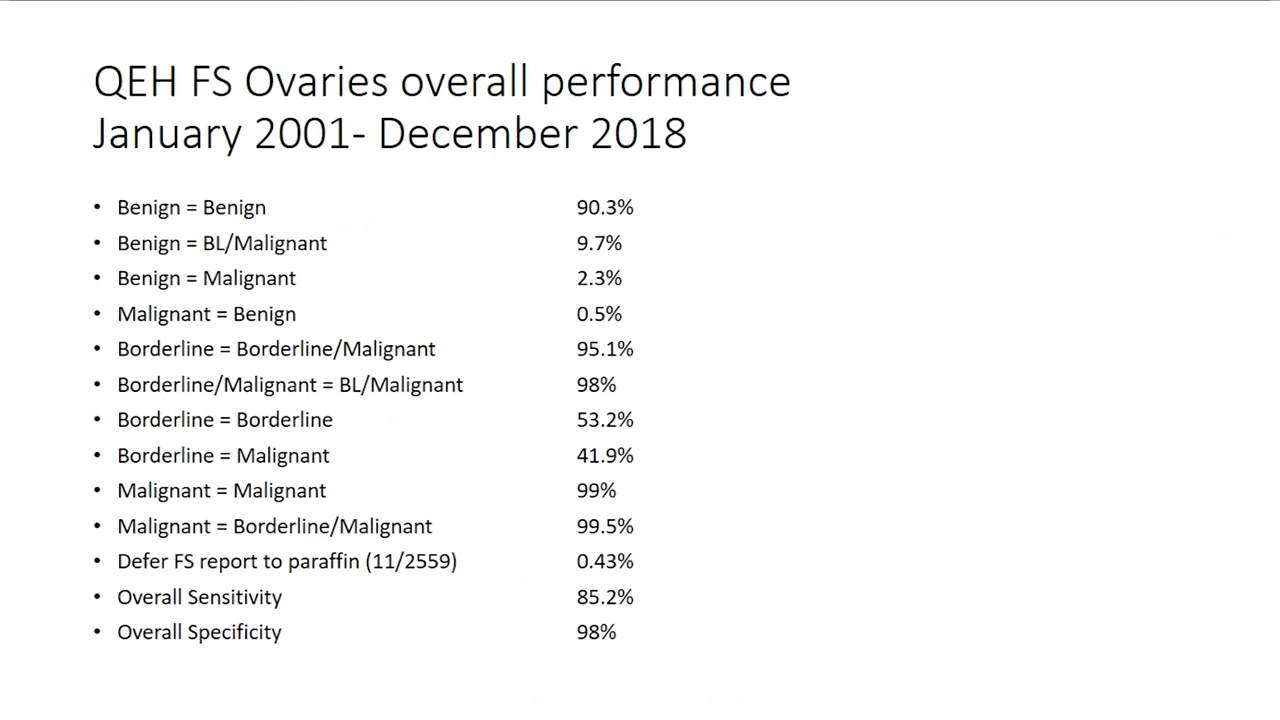 QEH FS Ovaries overall performance
January 2001- December 2018
• Benign = Benign 90.3%
• Benign = BL/Malignant 9.7%
• Benign = Malignant 2.3%
• Malignant = Benign 0.5%
• Borderline = Borderline/Malignant 95.1%
• Borderline/Malignant = BL/Malignant 98%
• Borderline = Borderline 53.2%
• Borderline = Malignant 41.9%
• Malignant = Malignant 99%
• Malignant = Borderline/Malignant 99.5%
• Defer FS report to paraffin (11/2559) 0.43%
• Overall Sensitivity 85.2%
• Overall Specificity 98%